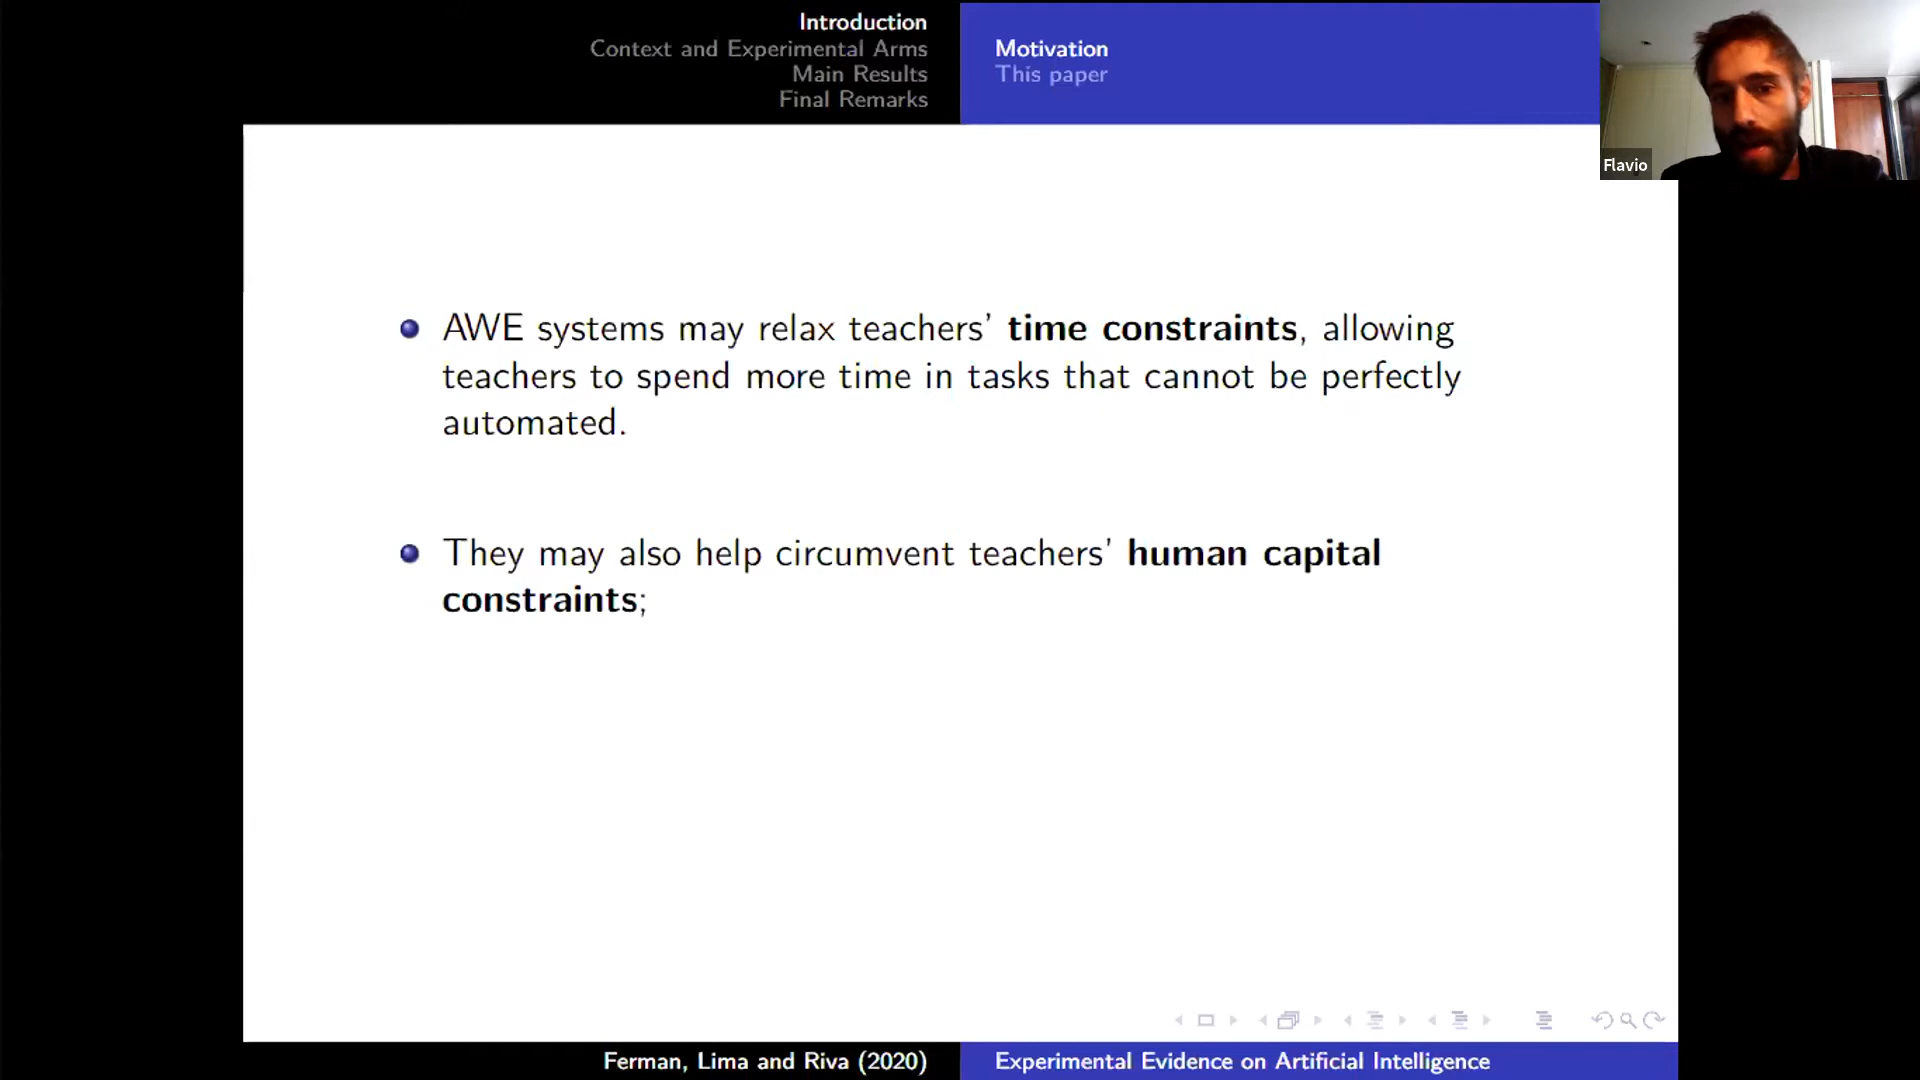 Introduction
Context and Experimental Arms
Main Results
Final Remarks
Motivation
This paper
Flavio
AWE systems may relax teachers' time constraints, allowing
teachers to spend more time in tasks that cannot be perfectly
automated.
They may also help circumvent teachers' human capital
constraints;
Ferman, Lima and Riva (2020)
Experimental Evidence on Artificial Intelligence